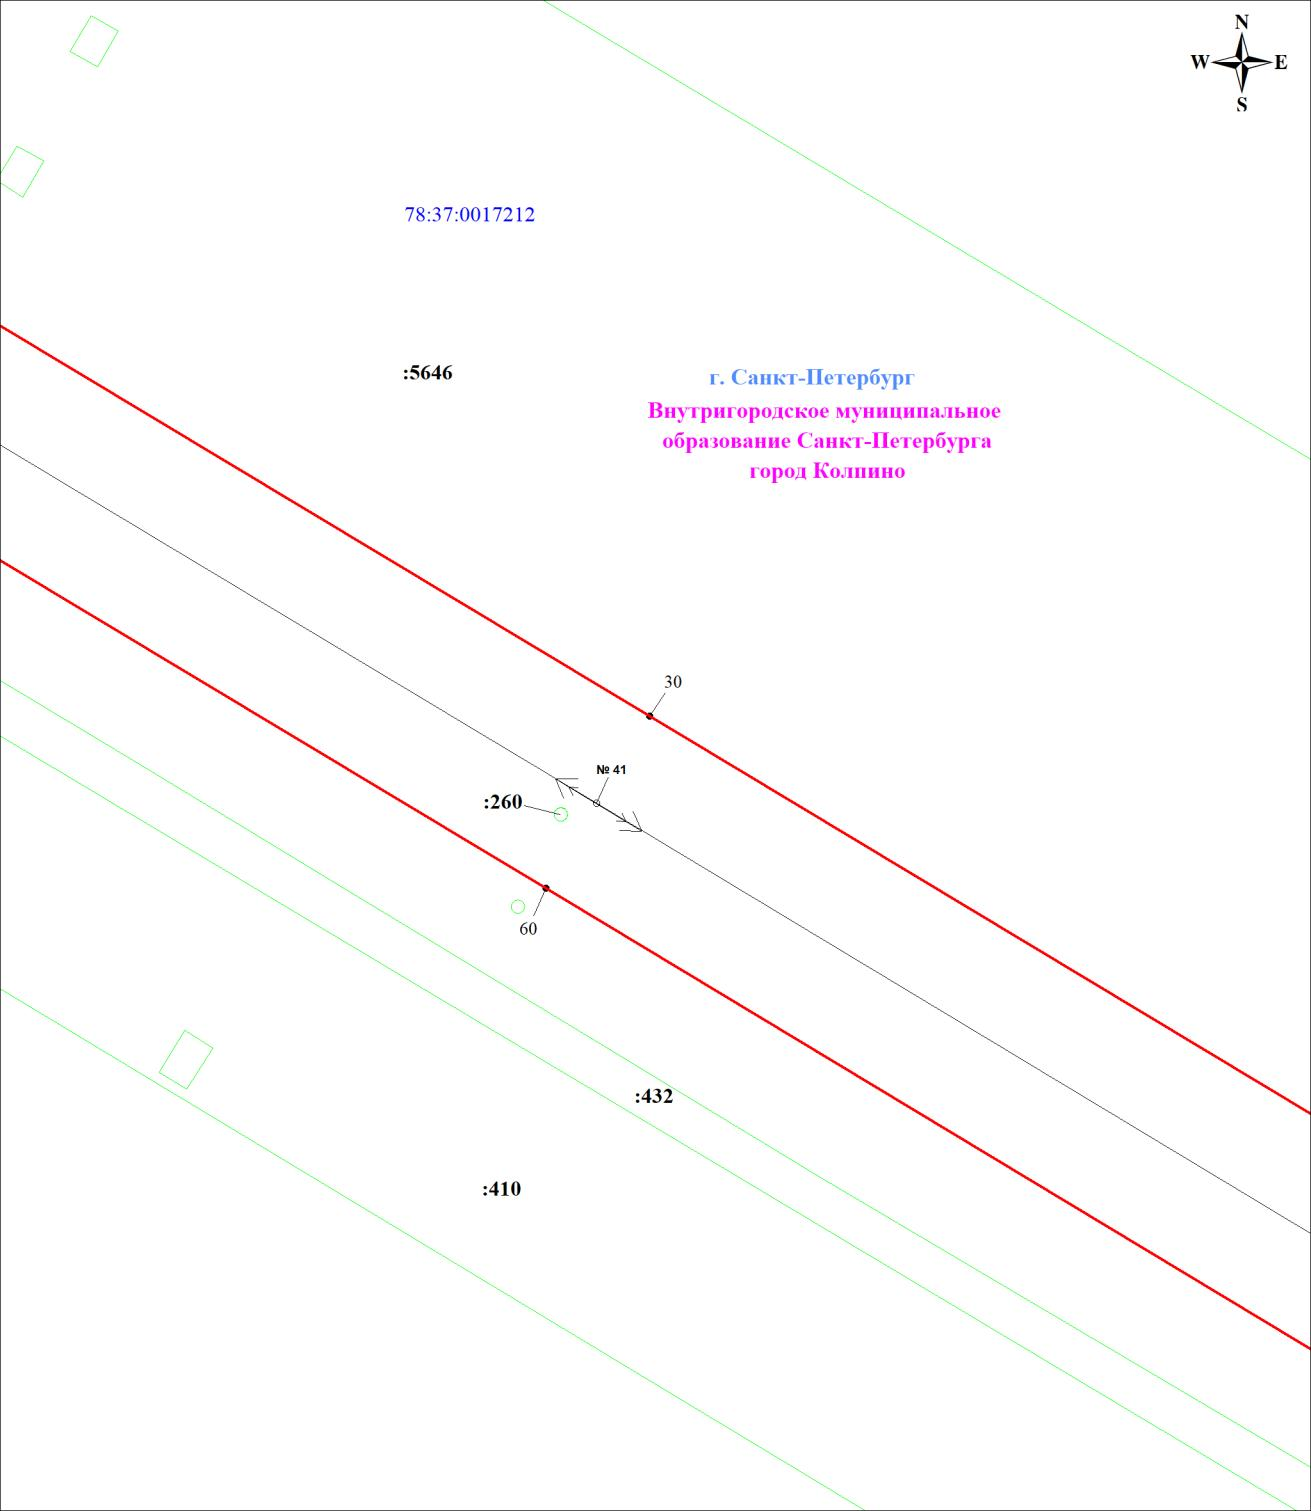 N
W E
S
78:37:0017212
:5646
г. Санкт-Петербург
Внутригородское муниципальное
образование Санкт-Петербурга
город Колпино
30
№ 41
:260
60
:432
:410